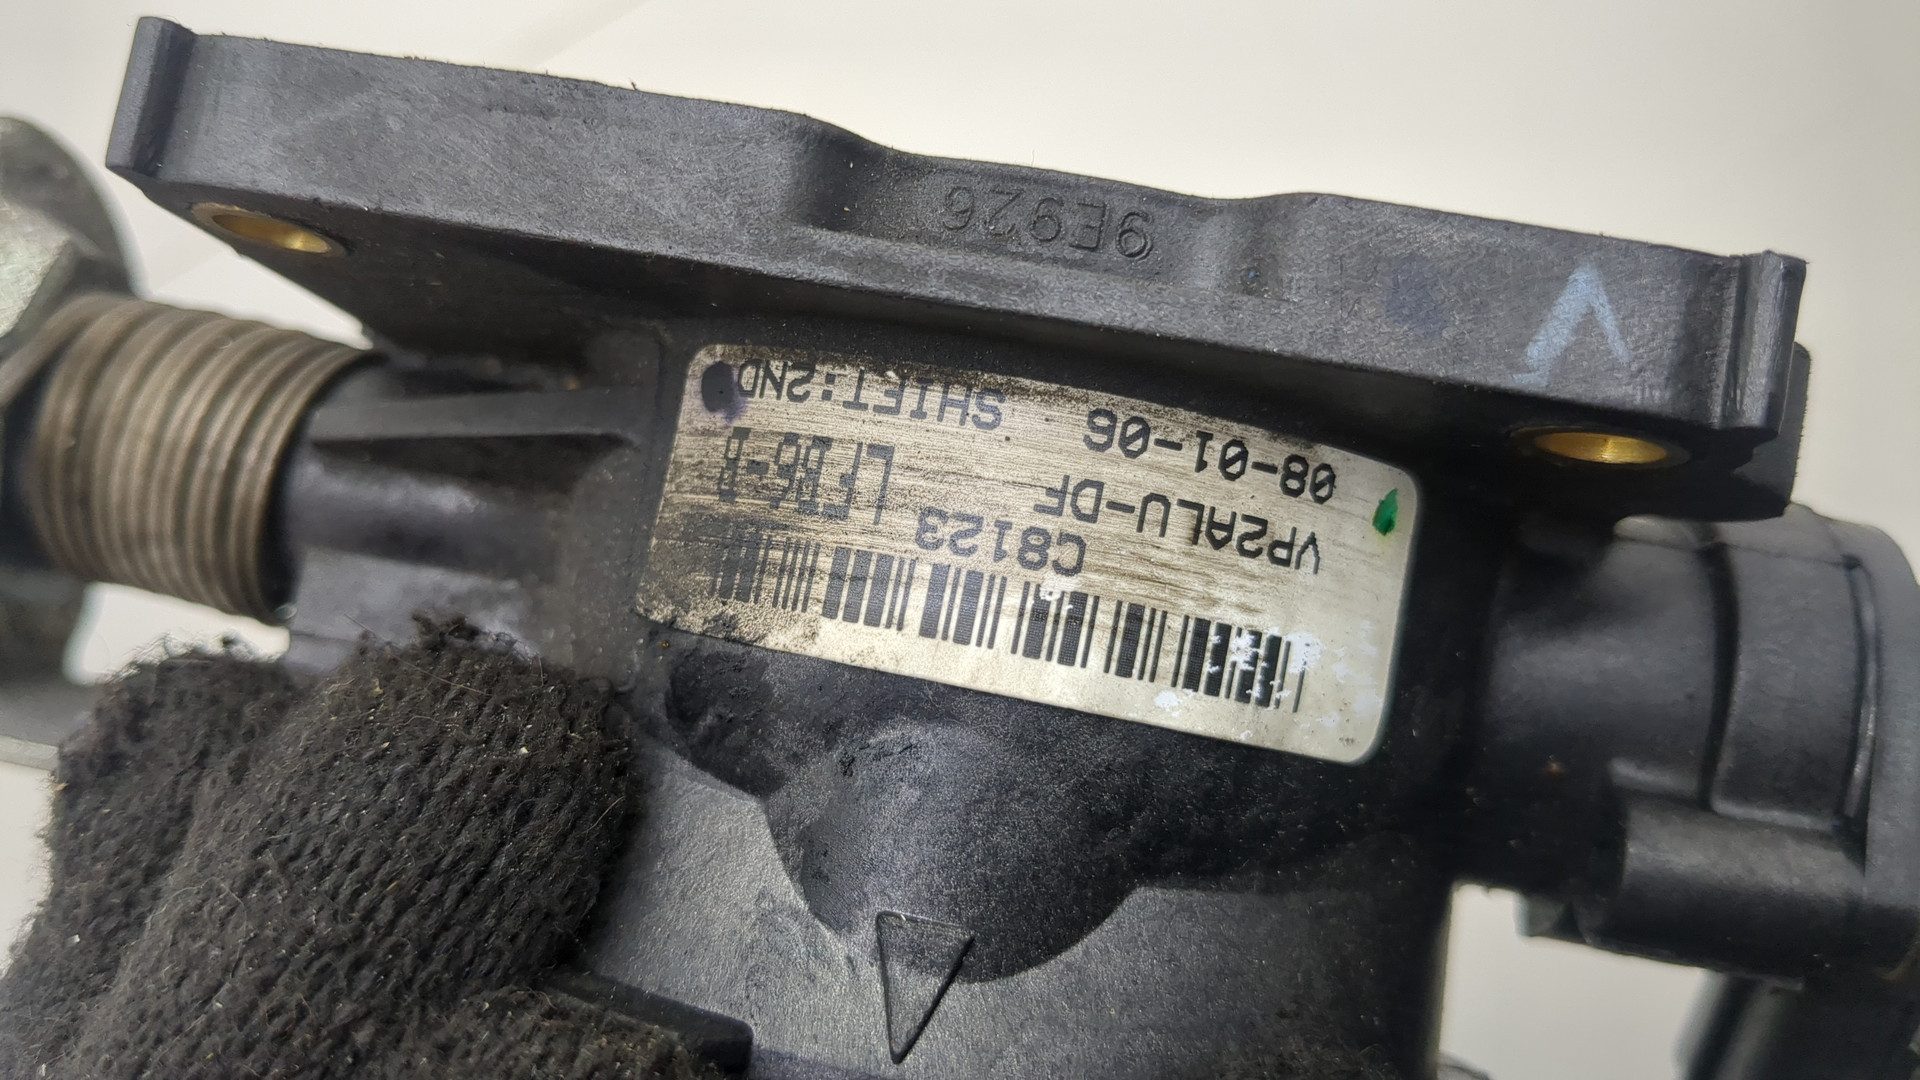 C8123
VP2ALU-DF LFB6-B
08-01-06 SHIFT:2ND
9E926